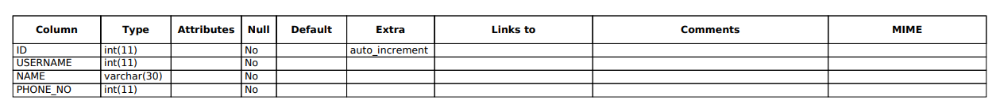 Column Type Attributes Null Default Extra Links to Comments MIME
ID int(11) No auto_increment
USERNAME int(11) No
NAME varchar(30) No
PHONE_NO int(11) No